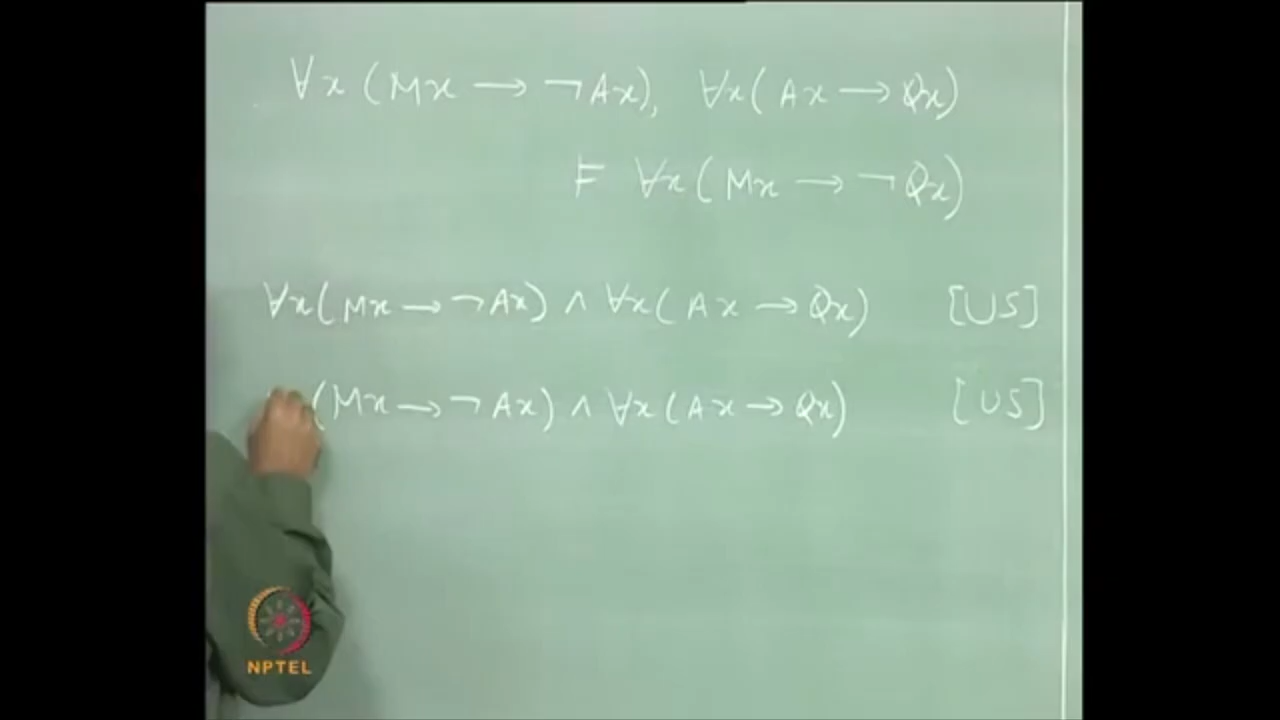 ∀x (Mx → ¬Ax), ∀x(Ax → Qx)
⊨ ∀x(Mx → ¬Qx)
∀x(Mx → ¬Ax) ∧ ∀x(Ax → Qx) [US]
(Mx → ¬Ax) ∧ ∀x(Ax → Qx) [US]
NPTEL